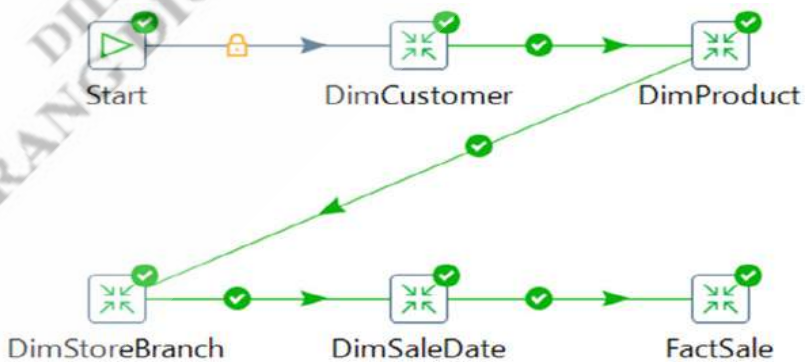 Start
DimCustomer
DimProduct
DimStoreBranch
DimSaleDate
FactSale